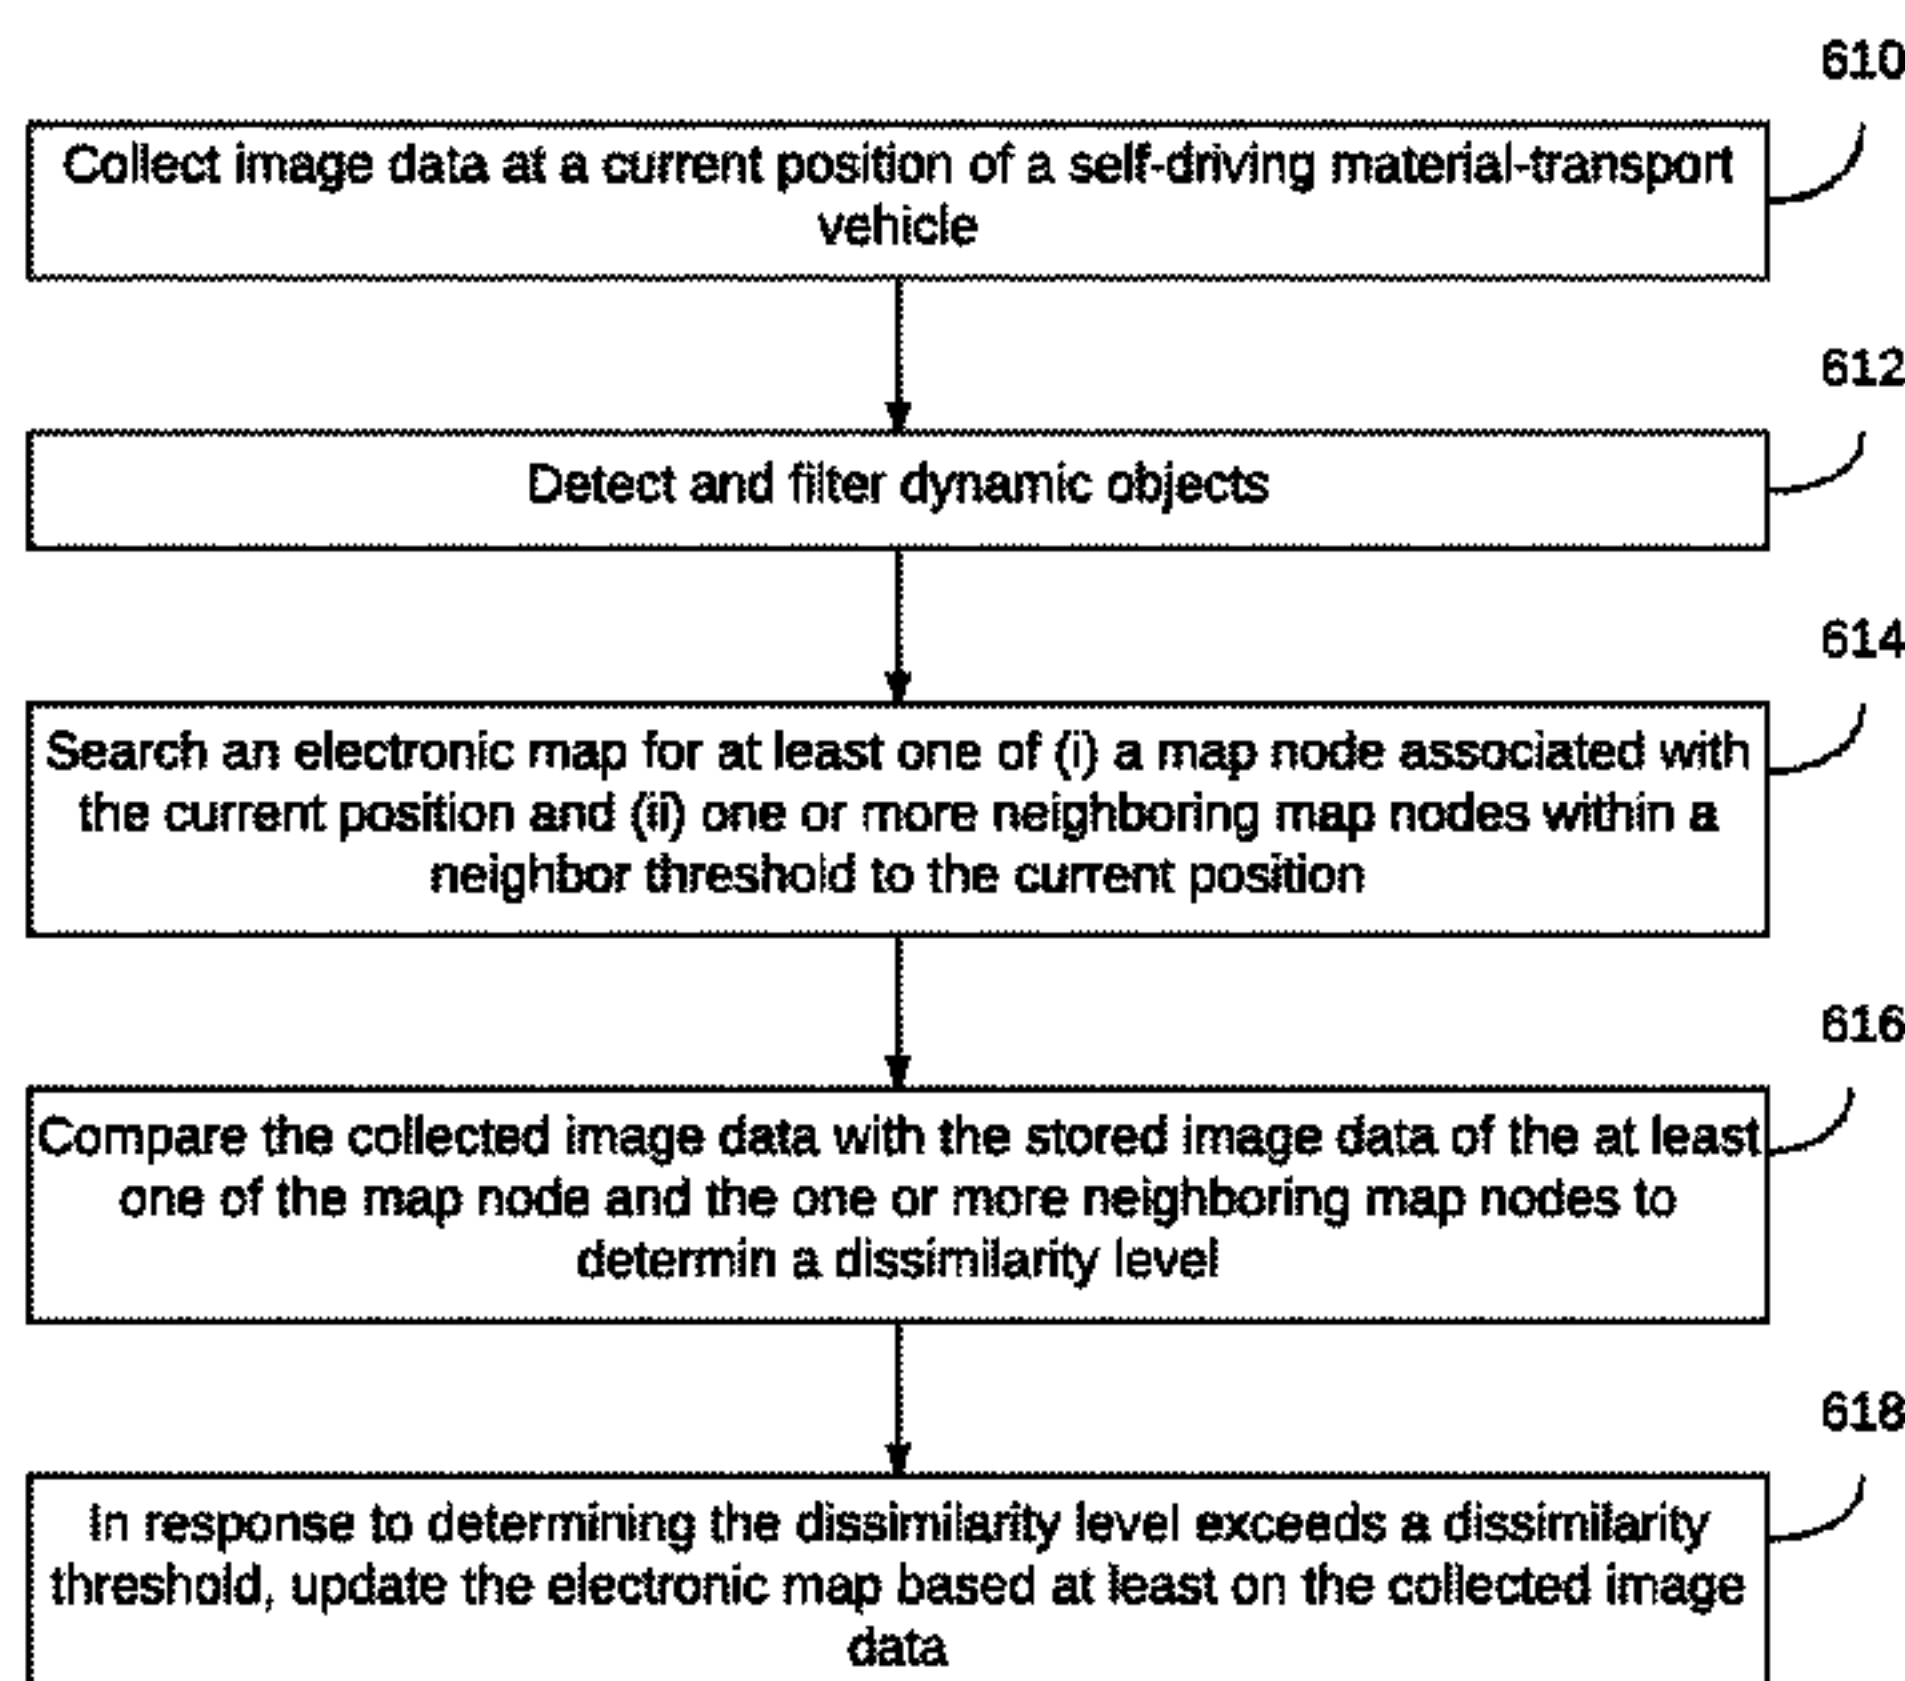 610
Collect image data at a current position of a self-driving material-transport
vehicle
612
Detect and filter dynamic objects
614
Search an electronic map for at least one of (i) a map node associated with
the current position and (ii) one or more neighboring map nodes within a
neighbor threshold to the current position
616
Compare the collected image data with the stored image data of the at least
one of the map node and the one or more neighboring map nodes to
determin a dissimilarity level
618
In response to determining the dissimilarity level exceeds a dissimilarity
threshold, update the electronic map based at least on the collected image
data